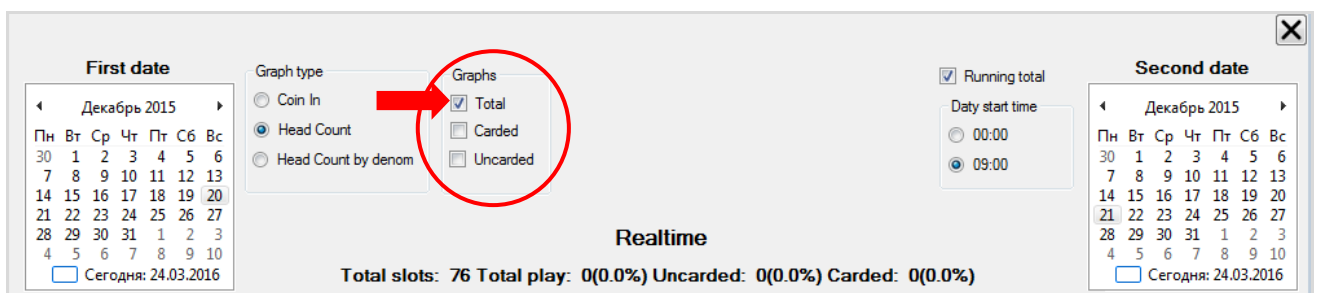 First date
Декабрь 2015
Пн Вт Ср Чт Пт Сб Вс
30 1 2 3 4 5 6
7 8 9 10 11 12 13
14 15 16 17 18 19 20
21 22 23 24 25 26 27
28 29 30 31 1 2 3
4 5 6 7 8 9 10
Сегодня: 24.03.2016
Graph type
Coin In
Head Count
Head Count by denom
Graphs
Total
Carded
Uncarded
Running total
Daty start time
00:00
09:00
Second date
Декабрь 2015
Пн Вт Ср Чт Пт Сб Вс
30 1 2 3 4 5 6
7 8 9 10 11 12 13
14 15 16 17 18 19 20
21 22 23 24 25 26 27
28 29 30 31 1 2 3
4 5 6 7 8 9 10
Сегодня: 24.03.2016
Realtime
Total slots: 76 Total play: 0(0.0%) Uncarded: 0(0.0%) Carded: 0(0.0%)